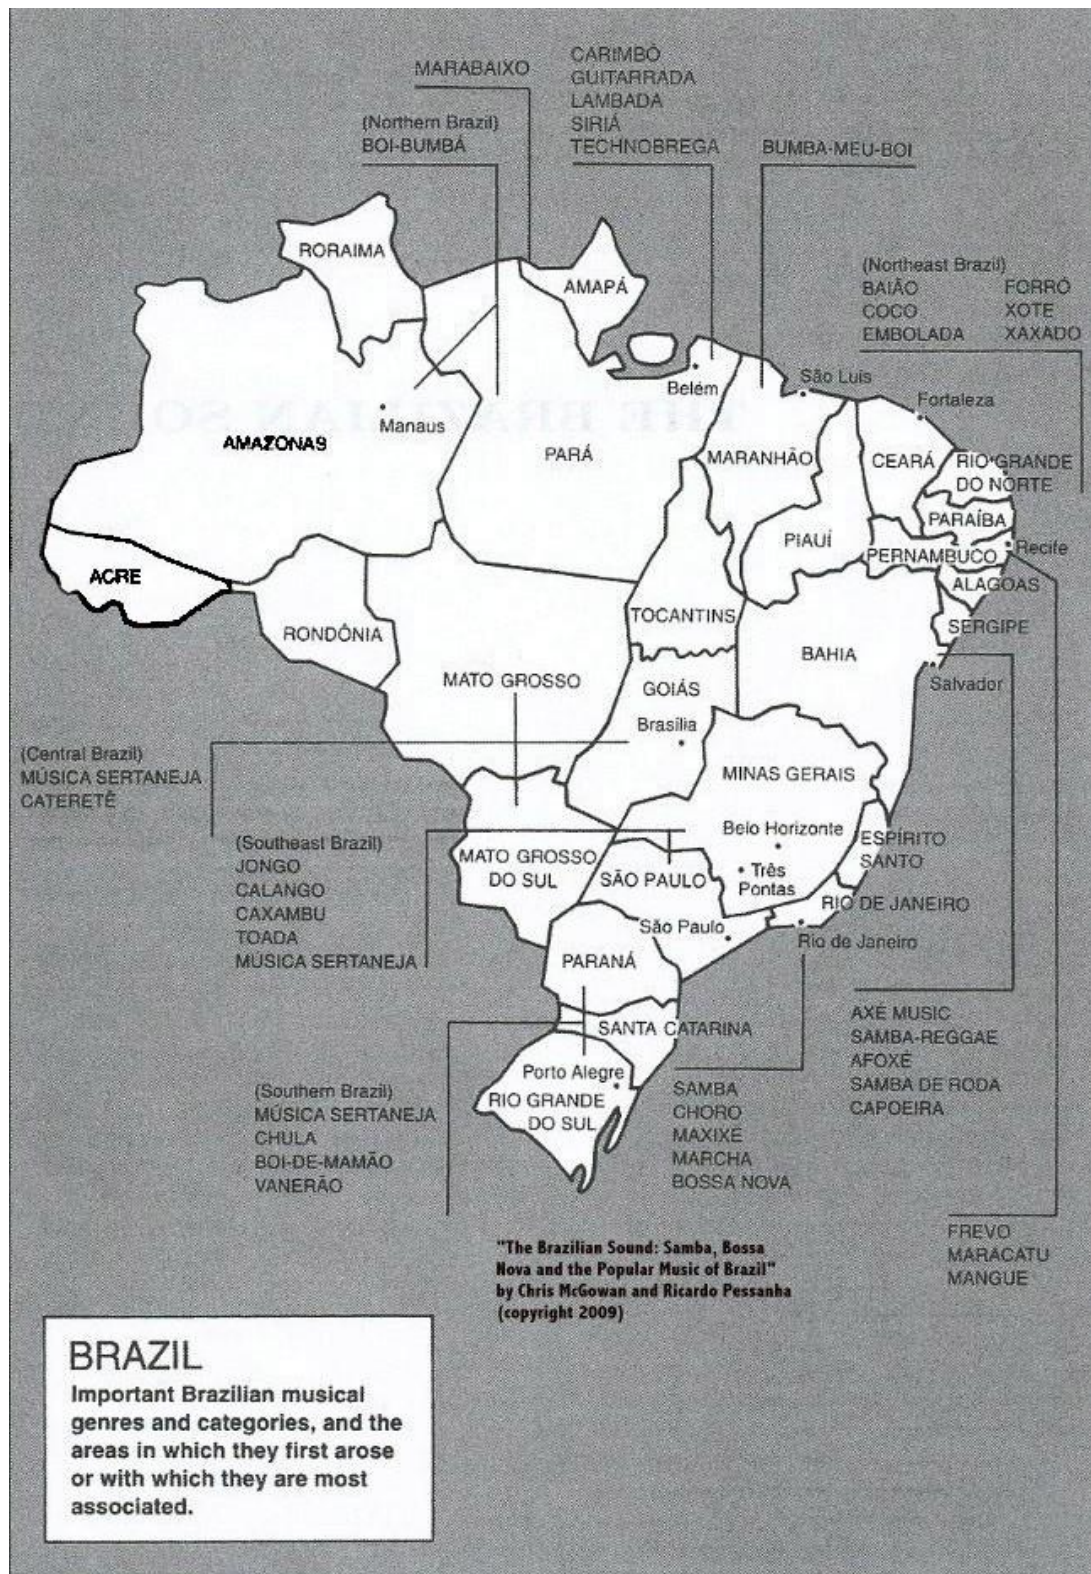 MARABAIXO
(Northern Brazil)
BOI-BUMBÁ
CARIMBÓ
GUITARRADA
LAMBADA
SIRIÁ
TECHNOBREGA
BUMBA-MEU-BOI
(Northeast Brazil)
BAIÃO FORRÓ
COCO XOTE
EMBOLADA XAXADO
RORAIMA
AMAPÁ
Belém
São Luís
Fortaleza
Manaus
AMAZONAS
PARÁ
MARANHÃO
CEARÁ
RIO GRANDE
DO NORTE
PARAÍBA
PIAUÍ
PERNAMBUCO
Recife
ACRE
ALAGOAS
TOCANTINS
SERGIPE
RONDÔNIA
BAHIA
MATO GROSSO
GOIÁS
Salvador
Brasília
(Central Brazil)
MÚSICA SERTANEJA
CATERETÊ
MINAS GERAIS
Belo Horizonte
ESPÍRITO
SANTO
(Southeast Brazil)
JONGO
CALANGO
CAXAMBU
TOADA
MÚSICA SERTANEJA
MATO GROSSO
DO SUL
SÃO PAULO
Três
Pontas
RIO DE JANEIRO
São Paulo
Rio de Janeiro
PARANÁ
SANTA CATARINA
AXÉ MUSIC
SAMBA-REGGAE
AFOXÉ
SAMBA DE RODA
CAPOEIRA
Porto Alegre
RIO GRANDE
DO SUL
(Southern Brazil)
MÚSICA SERTANEJA
CHULA
BOI-DE-MAMÃO
VANERÃO
SAMBA
CHORO
MAXIXE
MARCHA
BOSSA NOVA
FREVO
MARACATU
MANGUE
"The Brazilian Sound: Samba, Bossa
Nova and the Popular Music of Brazil"
by Chris McGowan and Ricardo Pessanha
(copyright 2009)
BRAZIL
Important Brazilian musical
genres and categories, and the
areas in which they first arose
or with which they are most
associated.